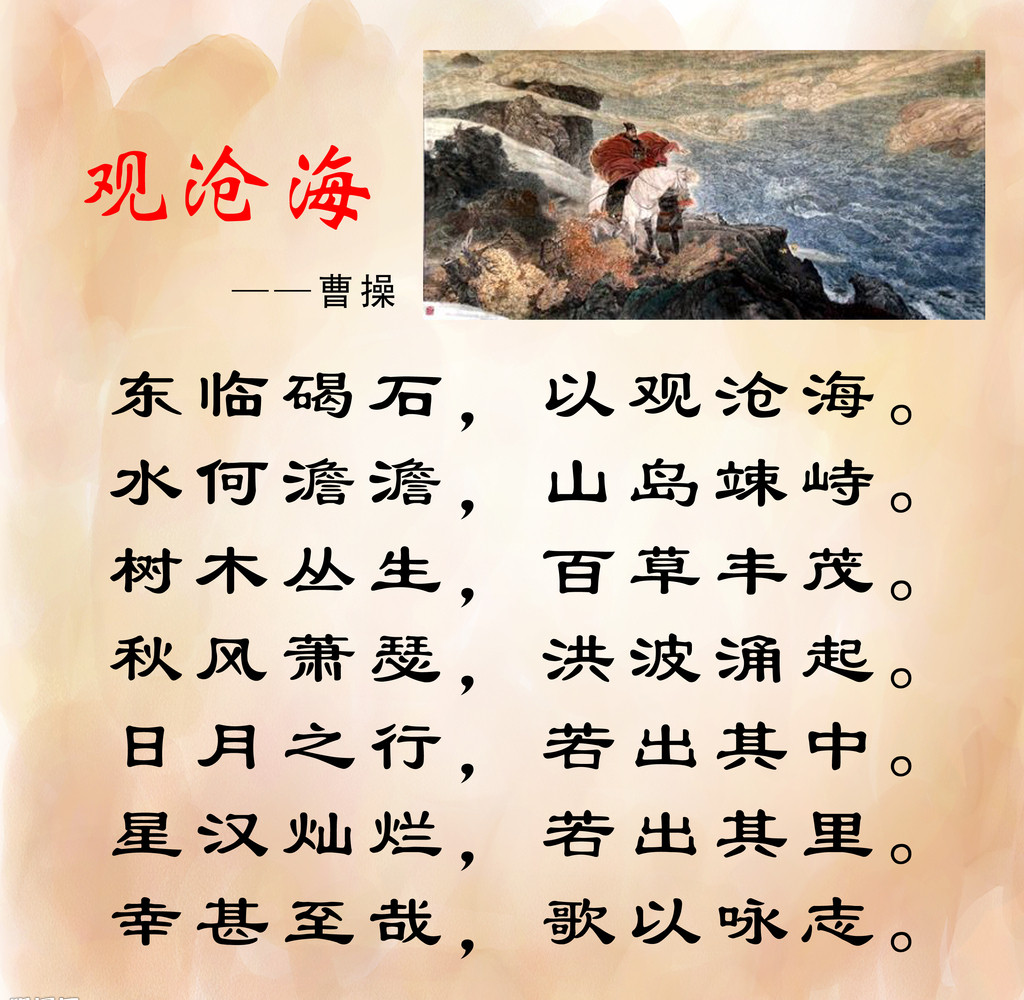 观沧海
——曹操
东临碣石，以观沧海。
水何澹澹，山岛竦峙。
树木丛生，百草丰茂。
秋风萧瑟，洪波涌起。
日月之行，若出其中。
星汉灿烂，若出其里。
幸甚至哉，歌以咏志。